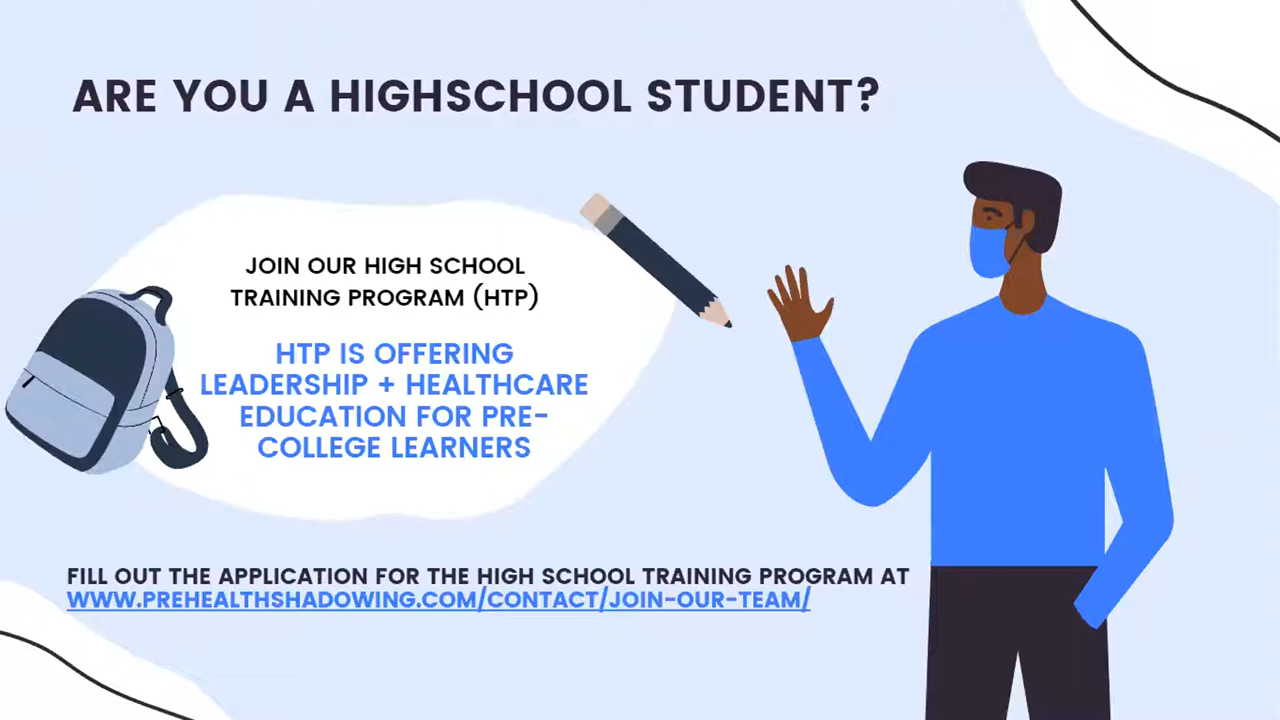 ARE YOU A HIGHSCHOOL STUDENT?
JOIN OUR HIGH SCHOOL
TRAINING PROGRAM (HTP)
HTP IS OFFERING
LEADERSHIP + HEALTHCARE
EDUCATION FOR PRE-
COLLEGE LEARNERS
FILL OUT THE APPLICATION FOR THE HIGH SCHOOL TRAINING PROGRAM AT
WWW.PREHEALTHSHADOWING.COM/CONTACT/JOIN-OUR-TEAM/